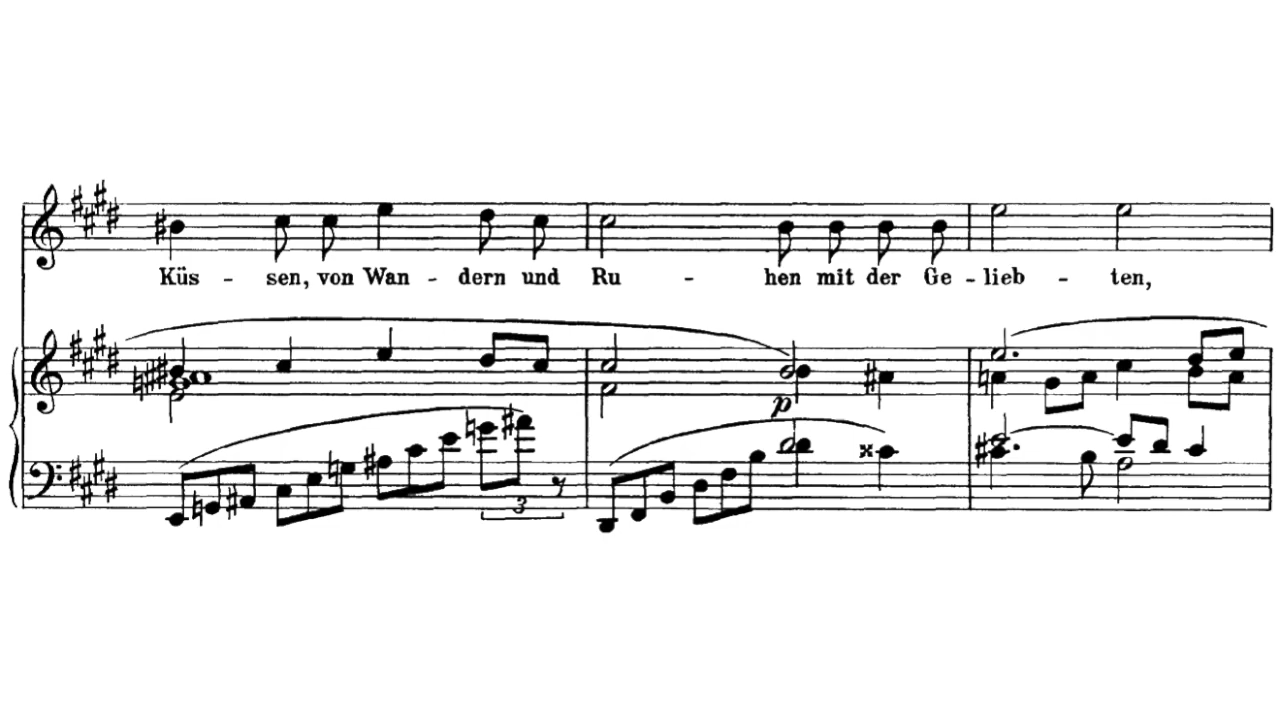 Küs - sen, von Wan - dern und Ru - hen mit der Ge - lieb - ten,
p
3